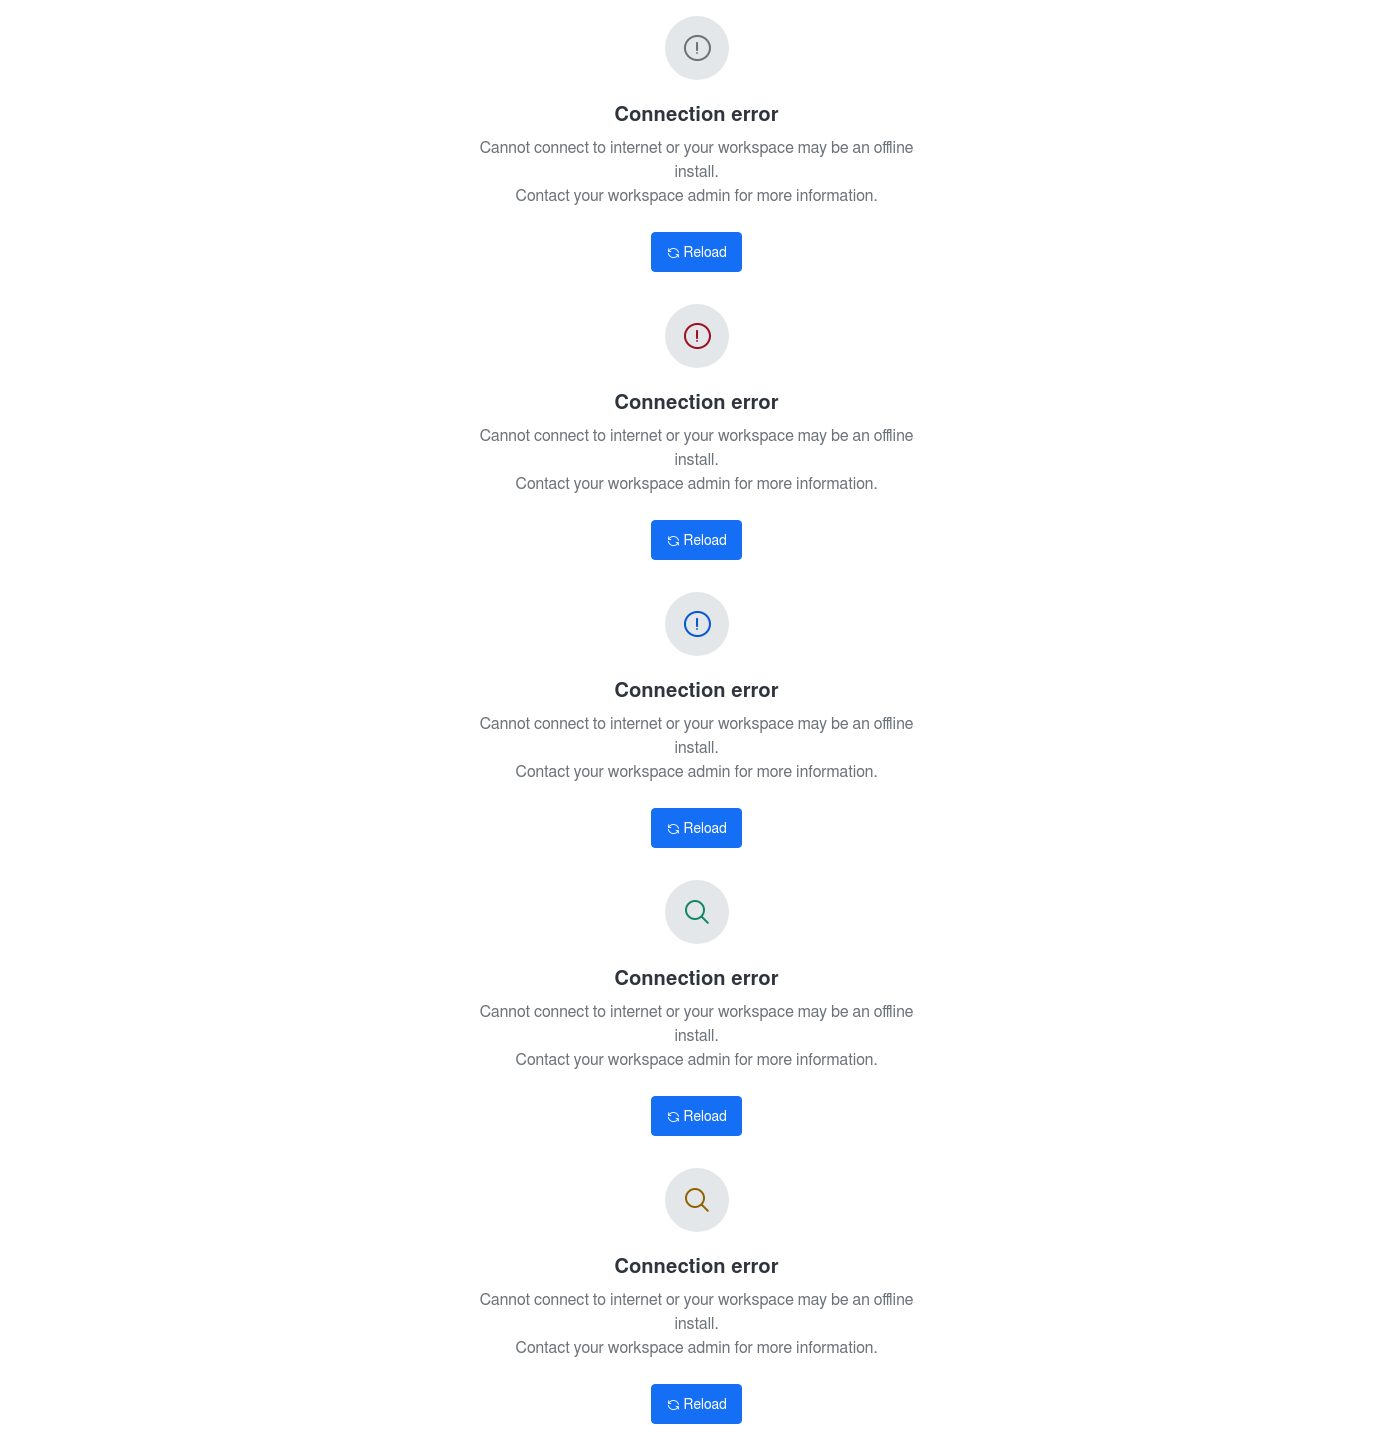 Connection error
Cannot connect to internet or your workspace may be an offline
install.
Contact your workspace admin for more information.
Reload
Connection error
Cannot connect to internet or your workspace may be an offline
install.
Contact your workspace admin for more information.
Reload
Connection error
Cannot connect to internet or your workspace may be an offline
install.
Contact your workspace admin for more information.
Reload
Connection error
Cannot connect to internet or your workspace may be an offline
install.
Contact your workspace admin for more information.
Reload
Connection error
Cannot connect to internet or your workspace may be an offline
install.
Contact your workspace admin for more information.
Reload